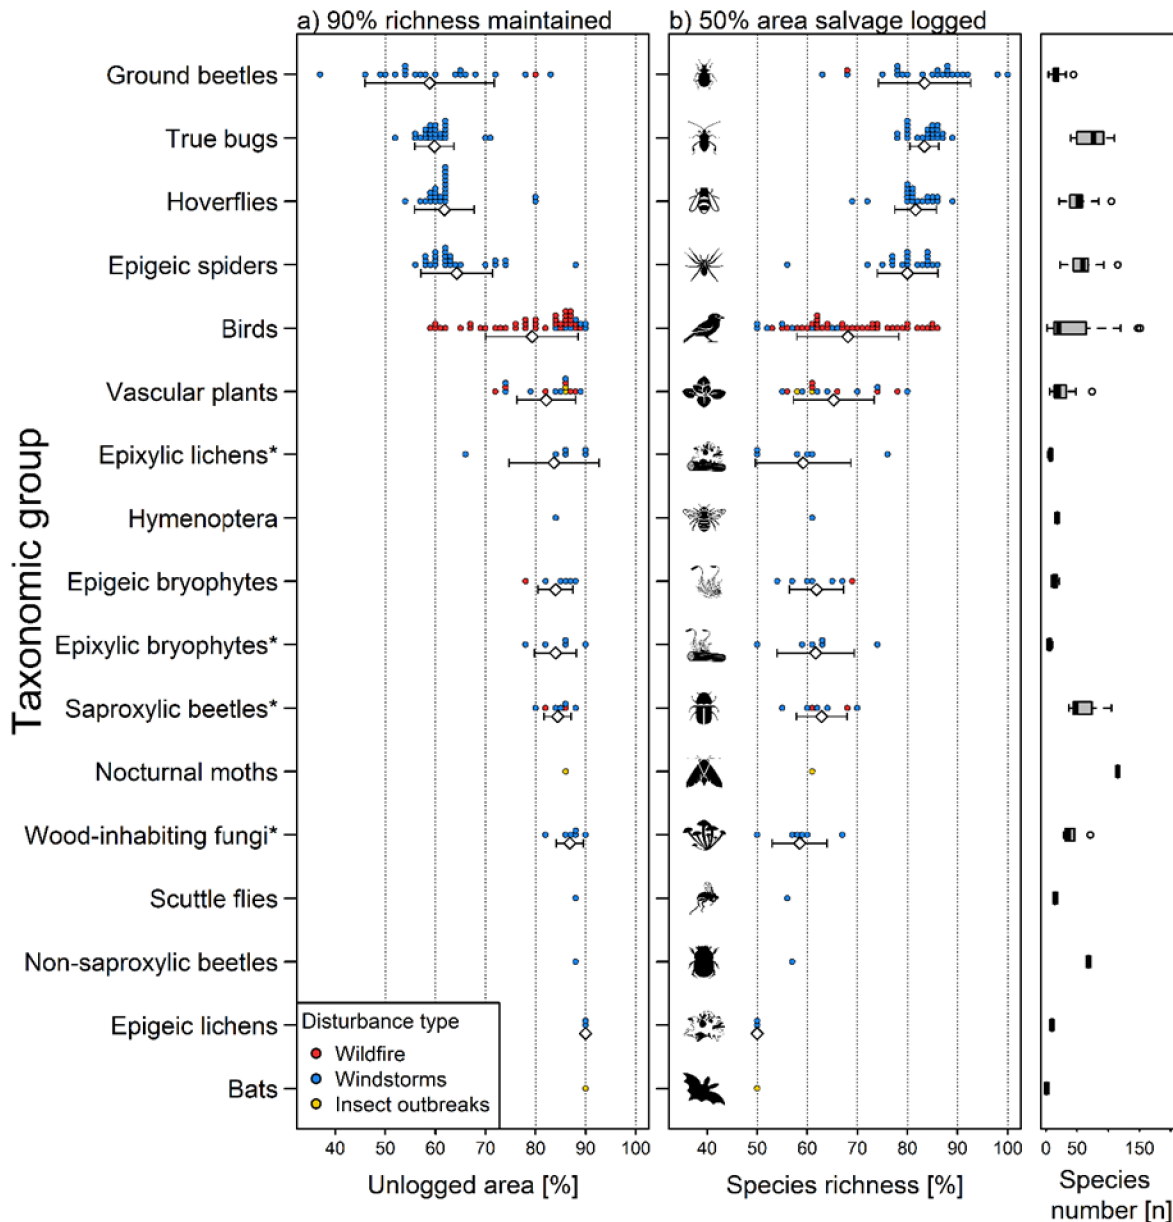 a) 90% richness maintained
b) 50% area salvage logged
Taxonomic group
Ground beetles
True bugs
Hoverflies
Epigeic spiders
Birds
Vascular plants
Epixylic lichens*
Hymenoptera
Epigeic bryophytes
Epixylic bryophytes*
Saproxylic beetles*
Nocturnal moths
Wood-inhabiting fungi*
Scuttle flies
Non-saproxylic beetles
Epigeic lichens
Bats
Disturbance type
Wildfire
Windstorms
Insect outbreaks
40 50 60 70 80 90 100
Unlogged area [%]
40 50 60 70 80 90 100
Species richness [%]
0 50 150
Species
number [n]